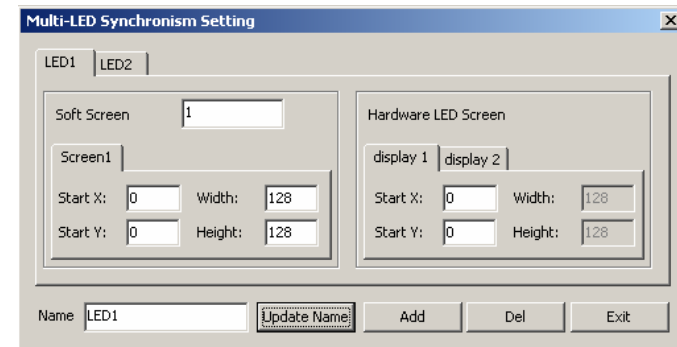 Multi-LED Synchronism Setting
LED1 LED2
Soft Screen 1
Screen1
Start X: 0 Width: 128
Start Y: 0 Height: 128
Hardware LED Screen
display 1 display 2
Start X: 0 Width: 128
Start Y: 0 Height: 128
Name LED1 Update Name Add Del Exit